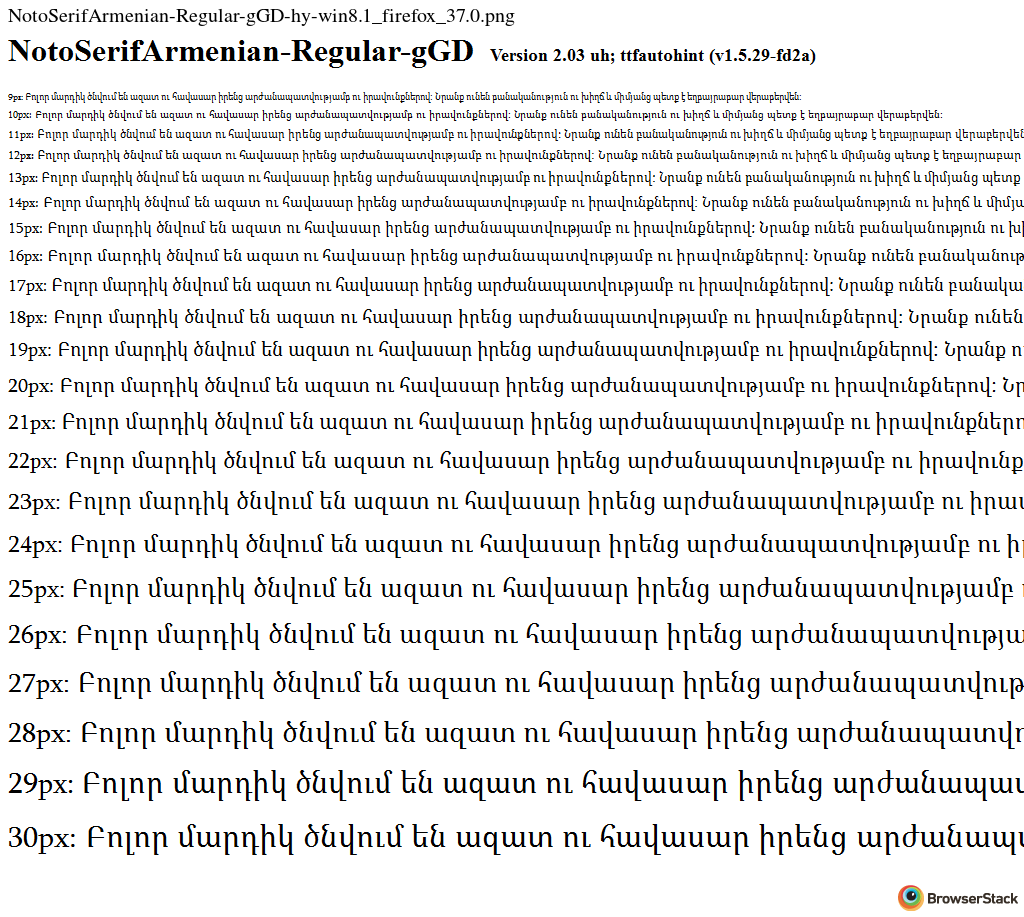 NotoSerifArmenian-Regular-gGD-hy-win8.1_firefox_37.0.png
NotoSerifArmenian-Regular-gGD Version 2.03 uh; ttfautohint (v1.5.29-fd2a)
9px: Բոլոր մարդիկ ծնվում են ազատ ու հավասար իրենց արժանապատվությամբ ու իրավունքներով։ Նրանք ունեն բանականություն ու խիղճ և միմյանց պետք է եղբայրաբար վերաբերվեն։
10px: Բոլոր մարդիկ ծնվում են ազատ ու հավասար իրենց արժանապատվությամբ ու իրավունքներով։ Նրանք ունեն բանականություն ու խիղճ և միմյանց պետք է եղբայրաբար վերաբերվեն։
11px: Բոլոր մարդիկ ծնվում են ազատ ու հավասար իրենց արժանապատվությամբ ու իրավունքներով։ Նրանք ունեն բանականություն ու խիղճ և միմյանց պետք է եղբայրաբար վերաբերվեն
12px: Բոլոր մարդիկ ծնվում են ազատ ու հավասար իրենց արժանապատվությամբ ու իրավունքներով։ Նրանք ունեն բանականություն ու խիղճ և միմյանց պետք է եղբայրաբար
13px: Բոլոր մարդիկ ծնվում են ազատ ու հավասար իրենց արժանապատվությամբ ու իրավունքներով։ Նրանք ունեն բանականություն ու խիղճ և միմյանց պետք
14px: Բոլոր մարդիկ ծնվում են ազատ ու հավասար իրենց արժանապատվությամբ ու իրավունքներով։ Նրանք ունեն բանականություն ու խիղճ և միմյա
15px: Բոլոր մարդիկ ծնվում են ազատ ու հավասար իրենց արժանապատվությամբ ու իրավունքներով։ Նրանք ունեն բանականություն ու խի
16px: Բոլոր մարդիկ ծնվում են ազատ ու հավասար իրենց արժանապատվությամբ ու իրավունքներով։ Նրանք ունեն բանականութ
17px: Բոլոր մարդիկ ծնվում են ազատ ու հավասար իրենց արժանապատվությամբ ու իրավունքներով։ Նրանք ունեն բանակա
18px: Բոլոր մարդիկ ծնվում են ազատ ու հավասար իրենց արժանապատվությամբ ու իրավունքներով։ Նրանք ունեն
19px: Բոլոր մարդիկ ծնվում են ազատ ու հավասար իրենց արժանապատվությամբ ու իրավունքներով։ Նրանք ո
20px: Բոլոր մարդիկ ծնվում են ազատ ու հավասար իրենց արժանապատվությամբ ու իրավունքներով։ Նր
21px: Բոլոր մարդիկ ծնվում են ազատ ու հավասար իրենց արժանապատվությամբ ու իրավունքներո
22px: Բոլոր մարդիկ ծնվում են ազատ ու հավասար իրենց արժանապատվությամբ ու իրավունք
23px: Բոլոր մարդիկ ծնվում են ազատ ու հավասար իրենց արժանապատվությամբ ու իրավ
24px: Բոլոր մարդիկ ծնվում են ազատ ու հավասար իրենց արժանապատվությամբ ու իր
25px: Բոլոր մարդիկ ծնվում են ազատ ու հավասար իրենց արժանապատվությամբ
26px: Բոլոր մարդիկ ծնվում են ազատ ու հավասար իրենց արժանապատվությա
27px: Բոլոր մարդիկ ծնվում են ազատ ու հավասար իրենց արժանապատվութ
28px: Բոլոր մարդիկ ծնվում են ազատ ու հավասար իրենց արժանապատվո
29px: Բոլոր մարդիկ ծնվում են ազատ ու հավասար իրենց արժանապատ
30px: Բոլոր մարդիկ ծնվում են ազատ ու հավասար իրենց արժանապ
BrowserStack